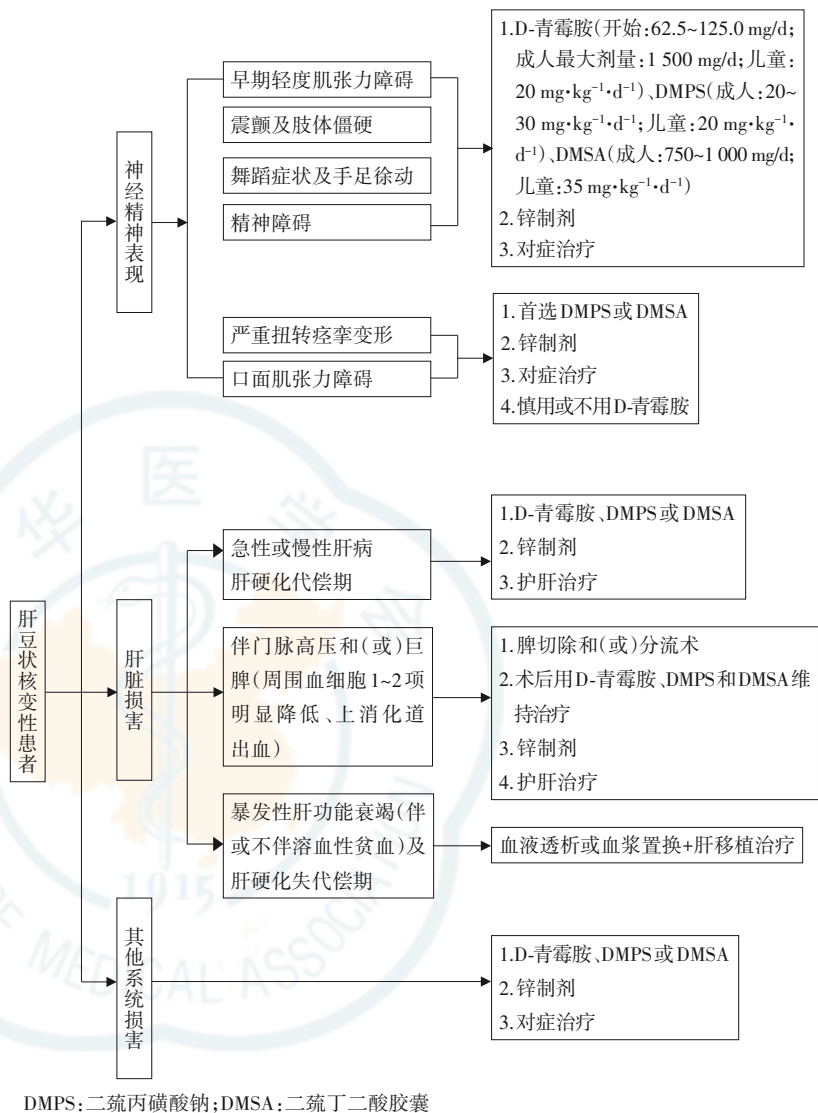 肝豆状核变性患者
神经精神表现
早期轻度肌张力障碍
震颤及肢体僵硬
舞蹈症状及手足徐动
精神障碍
1.D-青霉胺(开始:62.5~125.0 mg/d;
成人最大剂量:1 500 mg/d;儿童:
20 mg·kg⁻¹·d⁻¹)、DMPS(成人:20~
30 mg·kg⁻¹·d⁻¹;儿童:20 mg·kg⁻¹·
d⁻¹)、DMSA(成人:750~1 000 mg/d;
儿童:35 mg·kg⁻¹·d⁻¹)
2.锌制剂
3.对症治疗
严重扭转痉挛变形
口面肌张力障碍
1.首选DMPS或DMSA
2.锌制剂
3.对症治疗
4.慎用或不用D-青霉胺
肝脏损害
急性或慢性肝病
肝硬化代偿期
1.D-青霉胺、DMPS或DMSA
2.锌制剂
3.护肝治疗
伴门脉高压和(或)巨
脾(周围血细胞1~2项
明显降低、上消化道
出血)
1.脾切除和(或)分流术
2.术后用D-青霉胺、DMPS和DMSA维
持治疗
3.锌制剂
4.护肝治疗
暴发性肝功能衰竭(伴
或不伴溶血性贫血)及
肝硬化失代偿期
血液透析或血浆置换+肝移植治疗
其他系统损害
1.D-青霉胺、DMPS或DMSA
2.锌制剂
3.对症治疗
DMPS:二巯丙磺酸钠;DMSA:二巯丁二酸胶囊
华医学会
1915
MEDICAL ASSOCIATION